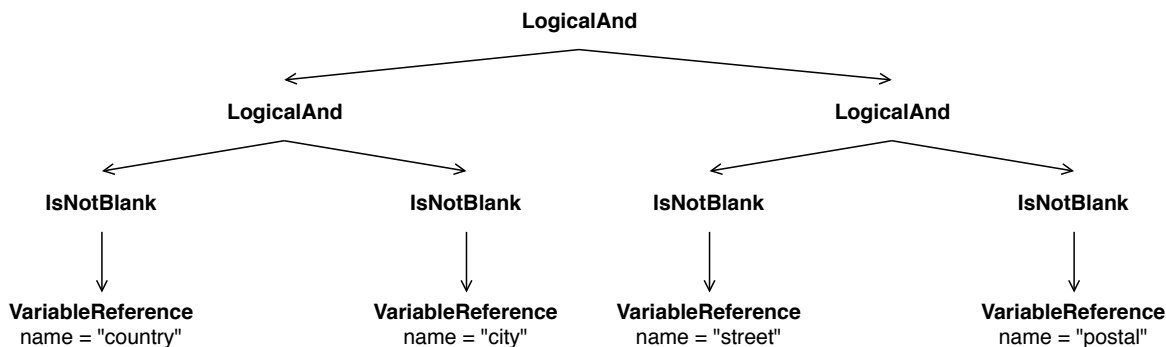 LogicalAnd
LogicalAnd
LogicalAnd
IsNotBlank
IsNotBlank
IsNotBlank
IsNotBlank
VariableReference
name = "country"
VariableReference
name = "city"
VariableReference
name = "street"
VariableReference
name = "postal"